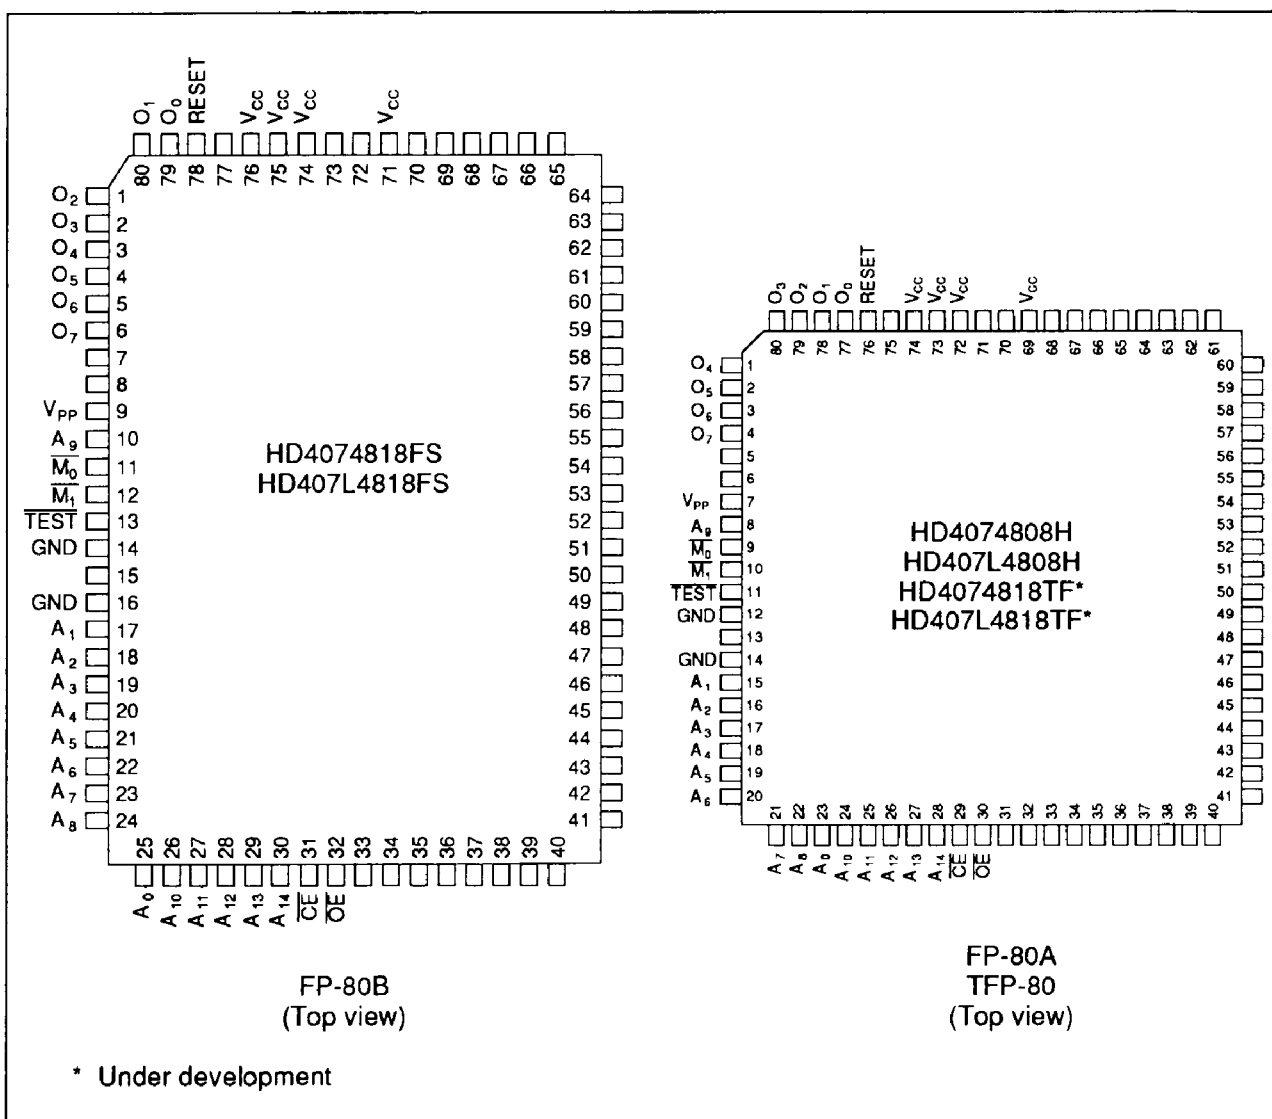 O1 O0 RESET VCC VCC VCC VCC
80 79 78 77 76 75 74 73 72 71 70 69 68 67 66 65
O2 1
O3 2
O4 3
O5 4
O6 5
O7 6
7
8
VPP 9
A9 10
M̅0̅ 11
M̅1̅ 12
T̅E̅S̅T̅ 13
GND 14
15
GND 16
A1 17
A2 18
A3 19
A4 20
A5 21
A6 22
A7 23
A8 24
64
63
62
61
60
59
58
57
56
55
54
53
52
51
50
49
48
47
46
45
44
43
42
41
HD4074818FS
HD407L4818FS
25 26 27 28 29 30 31 32 33 34 35 36 37 38 39 40
A0 A10 A11 A12 A13 A14 C̅E̅ O̅E̅
FP-80B
(Top view)
O3 O2 O1 O0 RESET VCC VCC VCC VCC
80 79 78 77 76 75 74 73 72 71 70 69 68 67 66 65 64 63 62 61
O4 1
O5 2
O6 3
O7 4
5
6
VPP 7
A9 8
M̅0̅ 9
M̅1̅ 10
T̅E̅S̅T̅ 11
GND 12
13
GND 14
A1 15
A2 16
A3 17
A4 18
A5 19
A6 20
60
59
58
57
56
55
54
53
52
51
50
49
48
47
46
45
44
43
42
41
HD4074808H
HD407L4808H
HD4074818TF*
HD407L4818TF*
21 22 23 24 25 26 27 28 29 30 31 32 33 34 35 36 37 38 39 40
A7 A8 A0 A10 A11 A12 A13 A14 C̅E̅ O̅E̅
FP-80A
TFP-80
(Top view)
* Under development